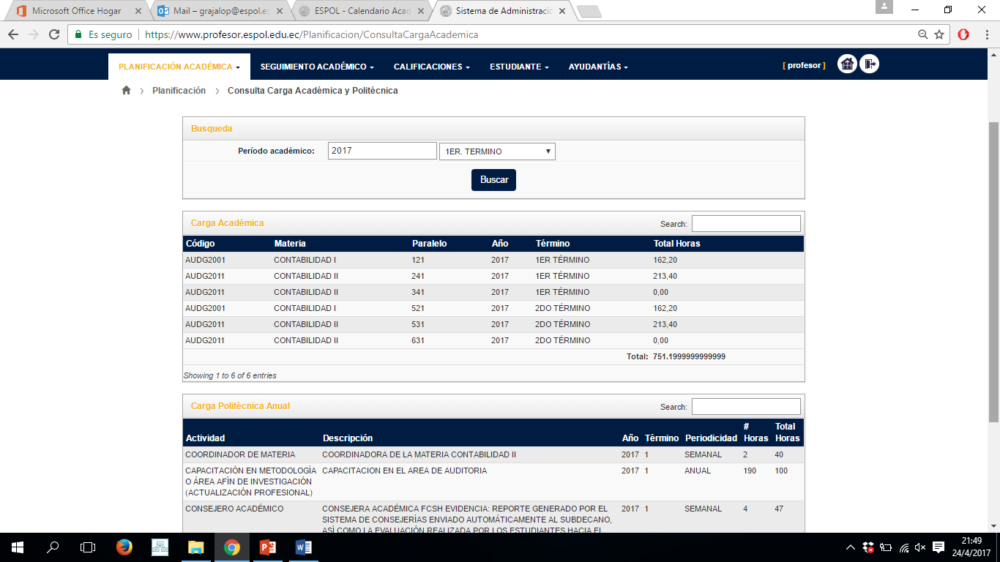 Microsoft Office Hogar
Mail – grajalop@espol.ec
ESPOL - Calendario Acad
Sistema de Administració
Es seguro
https://www.profesor.espol.edu.ec/Planificacion/ConsultaCargaAcademica
PLANIFICACIÓN ACADÉMICA
SEGUIMIENTO ACADÉMICO
CALIFICACIONES
ESTUDIANTE
AYUDANTÍAS
[ profesor ]
Planificación
Consulta Carga Académica y Politécnica
Busqueda
Período académico: 2017 1ER. TERMINO
Buscar
Carga Académica Search:
Código Materia Paralelo Año Término Total Horas
AUDG2001 CONTABILIDAD I 121 2017 1ER TÉRMINO 162,20
AUDG2011 CONTABILIDAD II 241 2017 1ER TÉRMINO 213,40
AUDG2011 CONTABILIDAD II 341 2017 1ER TÉRMINO 0,00
AUDG2001 CONTABILIDAD I 521 2017 2DO TÉRMINO 162,20
AUDG2011 CONTABILIDAD II 531 2017 2DO TÉRMINO 213,40
AUDG2011 CONTABILIDAD II 631 2017 2DO TÉRMINO 0,00
Total: 751.1999999999999
Showing 1 to 6 of 6 entries
Carga Politécnica Anual Search:
Actividad Descripción Año Término Periodicidad # Horas Total Horas
COORDINADOR DE MATERIA COORDINADORA DE LA MATERIA CONTABILIDAD II 2017 1 SEMANAL 2 40
CAPACITACIÓN EN METODOLOGÍA CAPACITACION EN EL AREA DE AUDITORIA 2017 1 ANUAL 190 100
O ÁREA AFÍN DE INVESTIGACIÓN
(ACTUALIZACIÓN PROFESIONAL)
CONSEJERO ACADÉMICO CONSEJERA ACADÉMICA FCSH EVIDENCIA: REPORTE GENERADO POR EL 2017 1 SEMANAL 4 47
SISTEMA DE CONSEJERÍAS ENVIADO AUTOMÁTICAMENTE AL SUBDECANO,
ASÍ COMO LA EVALUACIÓN REALIZADA POR LOS ESTUDIANTES HACIA EL
21:49
24/4/2017